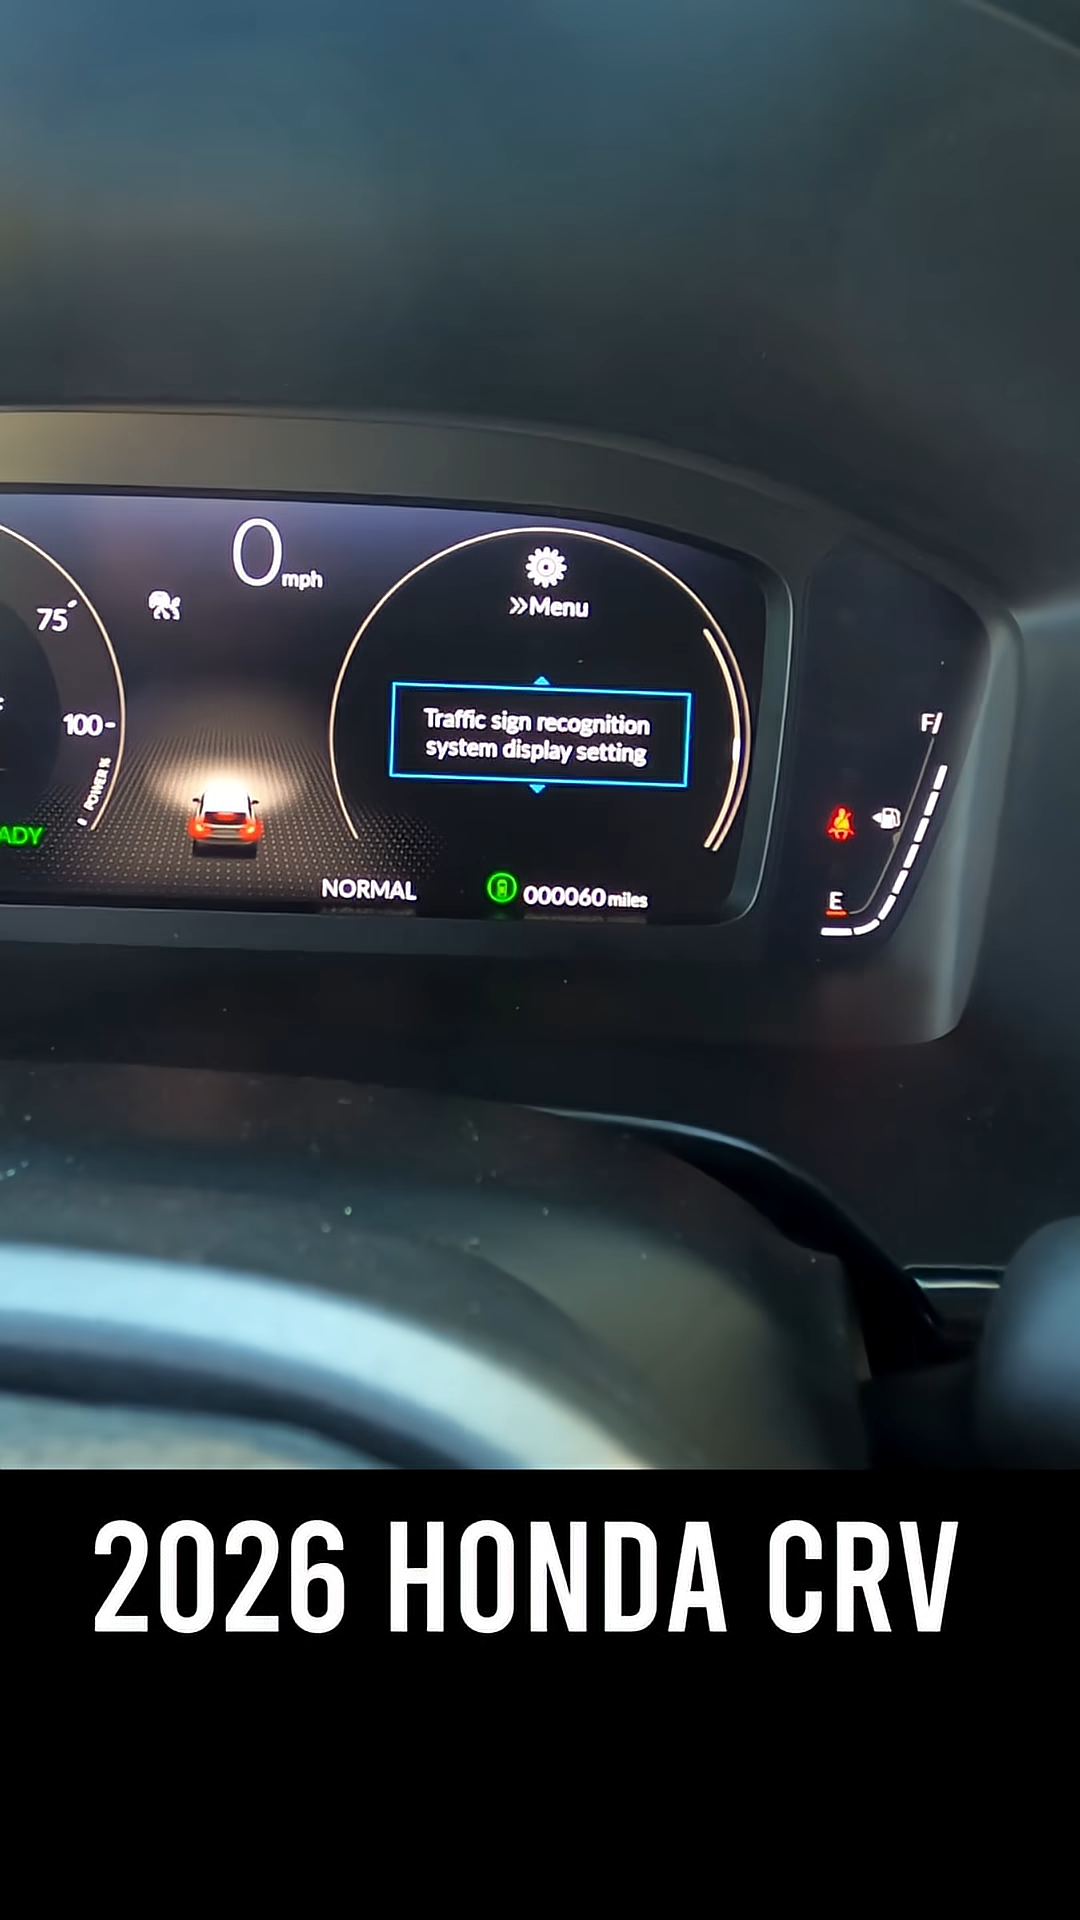 0 mph
75
100
POWER %
ADY
»Menu
Traffic sign recognition
system display setting
NORMAL
000060 miles
F
E
2026 HONDA CRV